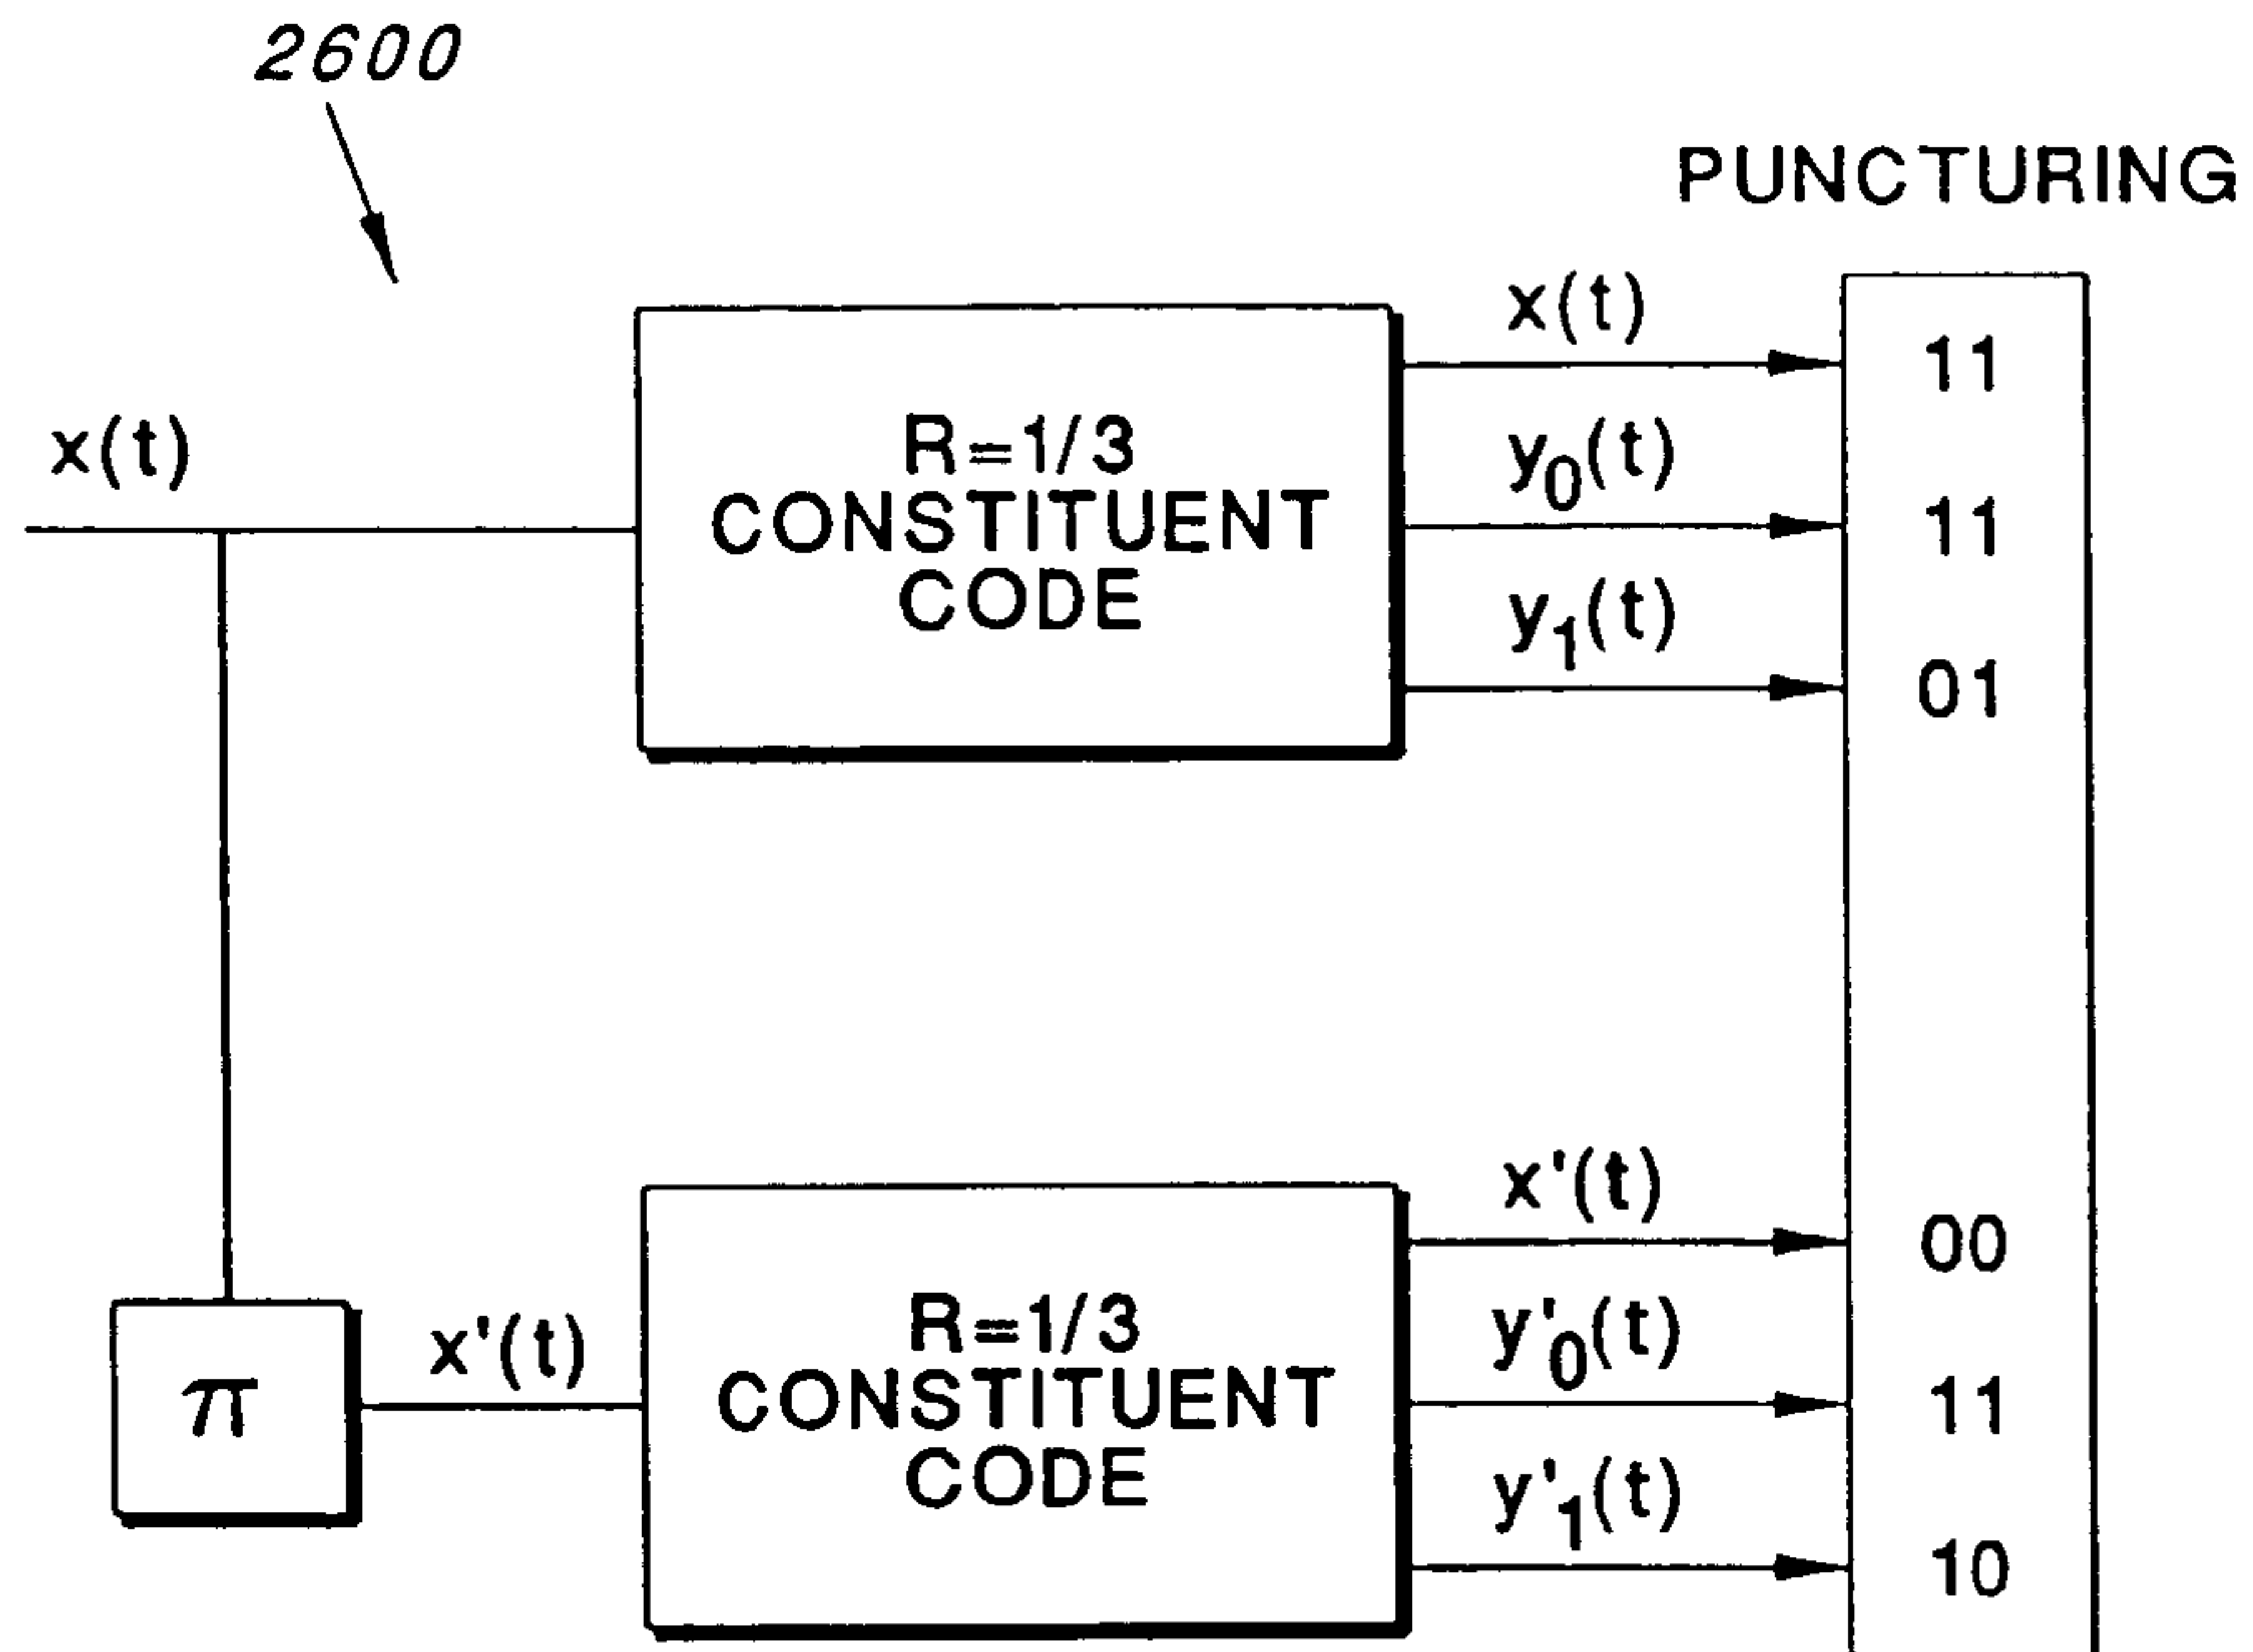 2600
PUNCTURING
x(t)
R=1/3
CONSTITUENT
CODE
x(t)
11
y₀(t)
11
y₁(t)
01
π
x'(t)
R=1/3
CONSTITUENT
CODE
x'(t)
00
y'₀(t)
11
y'₁(t)
10